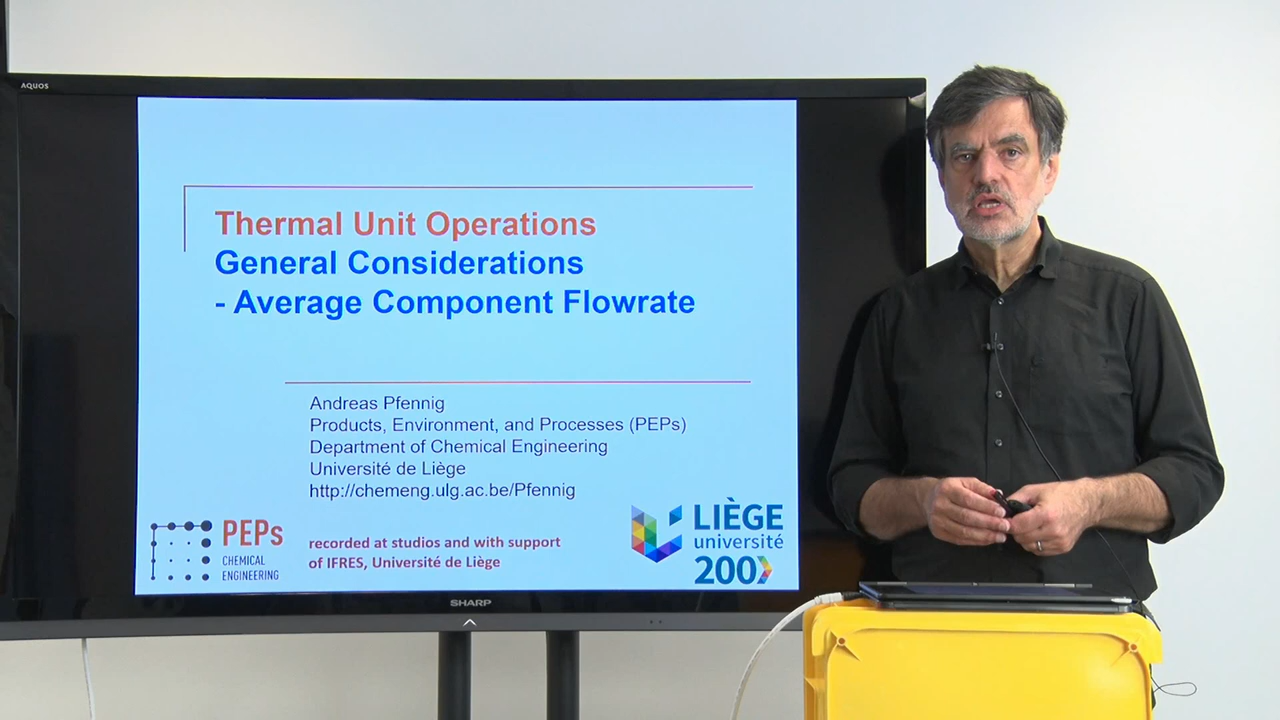 AQUOS
Thermal Unit Operations
General Considerations
- Average Component Flowrate
Andreas Pfennig
Products, Environment, and Processes (PEPs)
Department of Chemical Engineering
Université de Liège
http://chemeng.ulg.ac.be/Pfennig
PEPs
CHEMICAL
ENGINEERING
recorded at studios and with support
of IFRES, Université de Liège
LIÈGE
université
200
SHARP